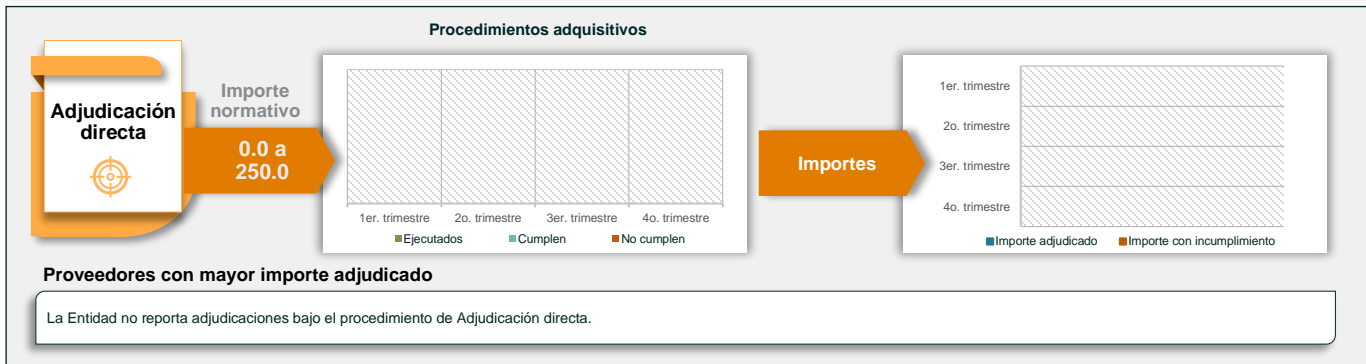 Procedimientos adquisitivos
Adjudicación
directa
Importe
normativo
0.0 a
250.0
1er. trimestre 2o. trimestre 3er. trimestre 4o. trimestre
Ejecutados Cumplen No cumplen
Importes
1er. trimestre
2o. trimestre
3er. trimestre
4o. trimestre
Importe adjudicado Importe con incumplimiento
Proveedores con mayor importe adjudicado
La Entidad no reporta adjudicaciones bajo el procedimiento de Adjudicación directa.